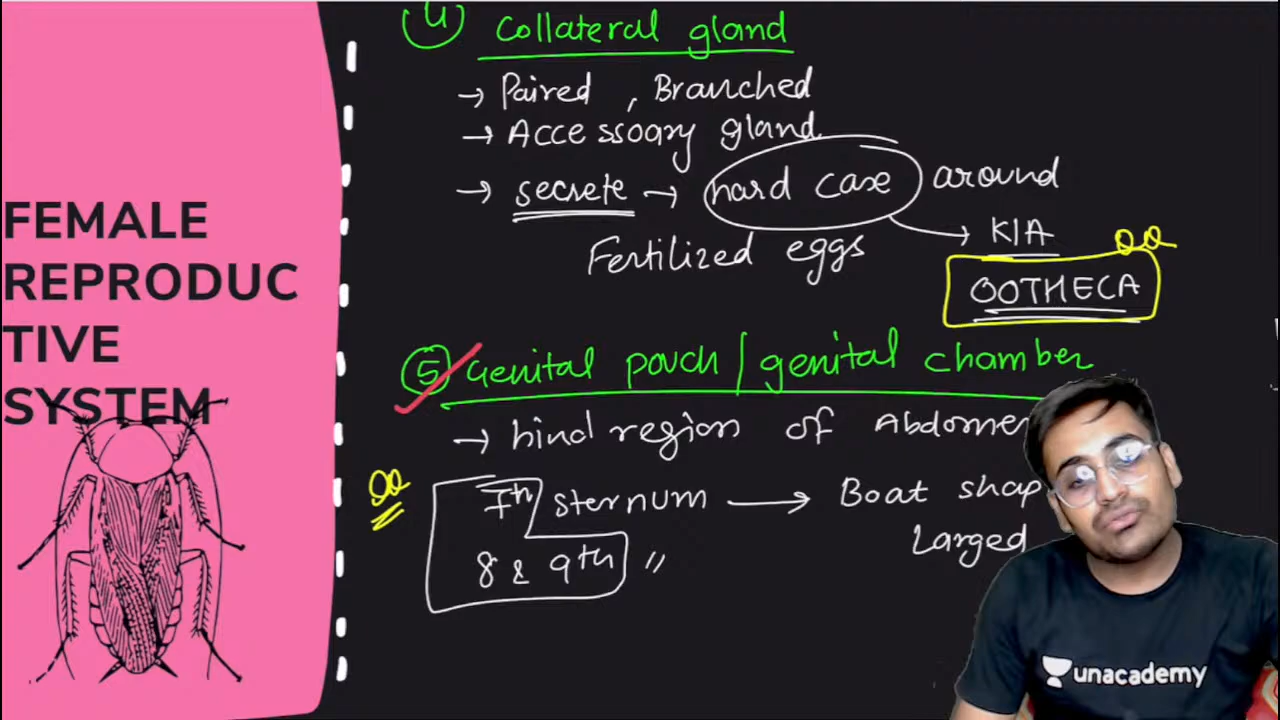 FEMALE
REPRODUC
TIVE
SYSTEM
4 Collateral gland
→ Paired , Branched
→ Accessoary gland
→ secrete → hard case around
Fertilized eggs → KIA
OOTHECA
5 Genital pouch / genital chamber
→ hind region of Abdomen
7th sternum → Boat shap
8 & 9th "
Larged
unacademy